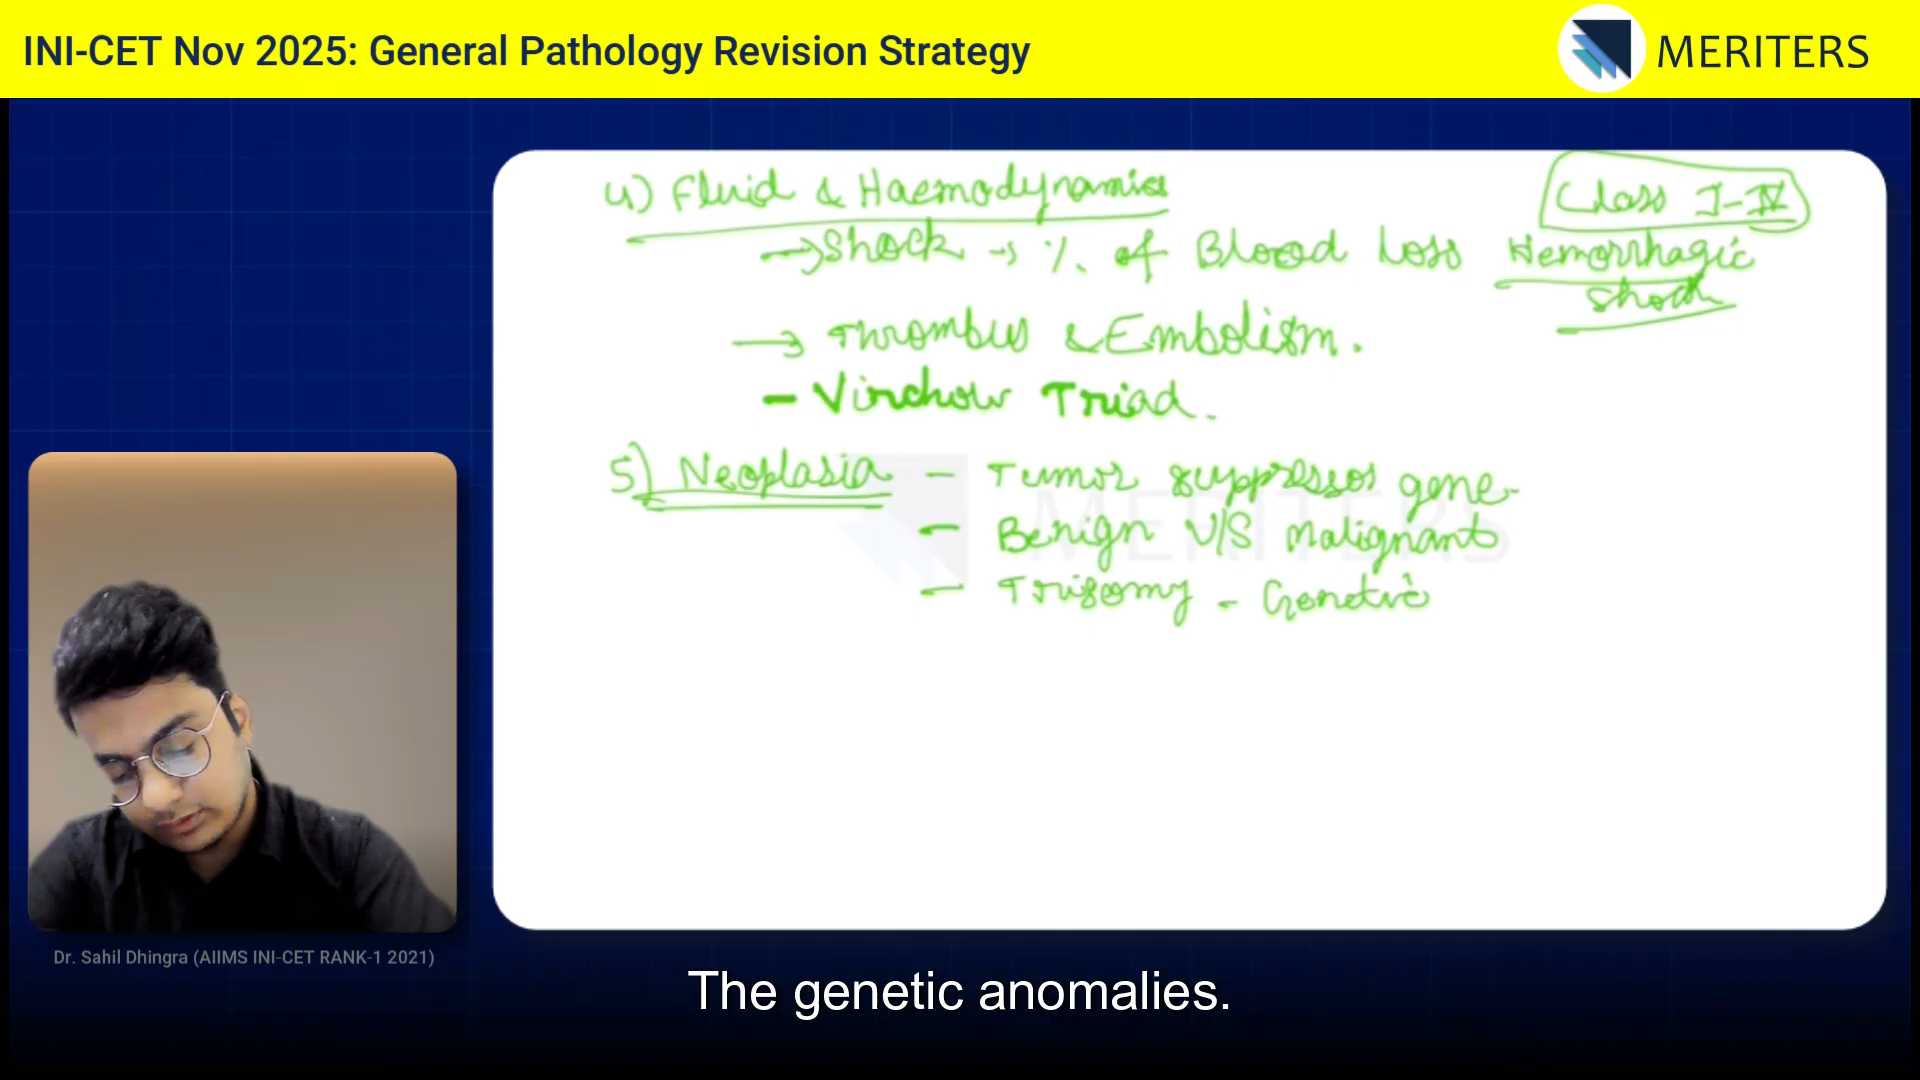 INI-CET Nov 2025: General Pathology Revision Strategy
MERITERS
4) Fluid & Haemodynamics
Class I-IV
→ Shock → % of Blood Loss Hemorrhagic
Shock
→ Thrombus & Embolism.
- Virchow Triad.
5) Neoplasia - Tumor suppressor gene
- Benign V/S Malignant
- Trisomy - Genetic
MERITERS
Dr. Sahil Dhingra (AIIMS INI-CET RANK-1 2021)
The genetic anomalies.